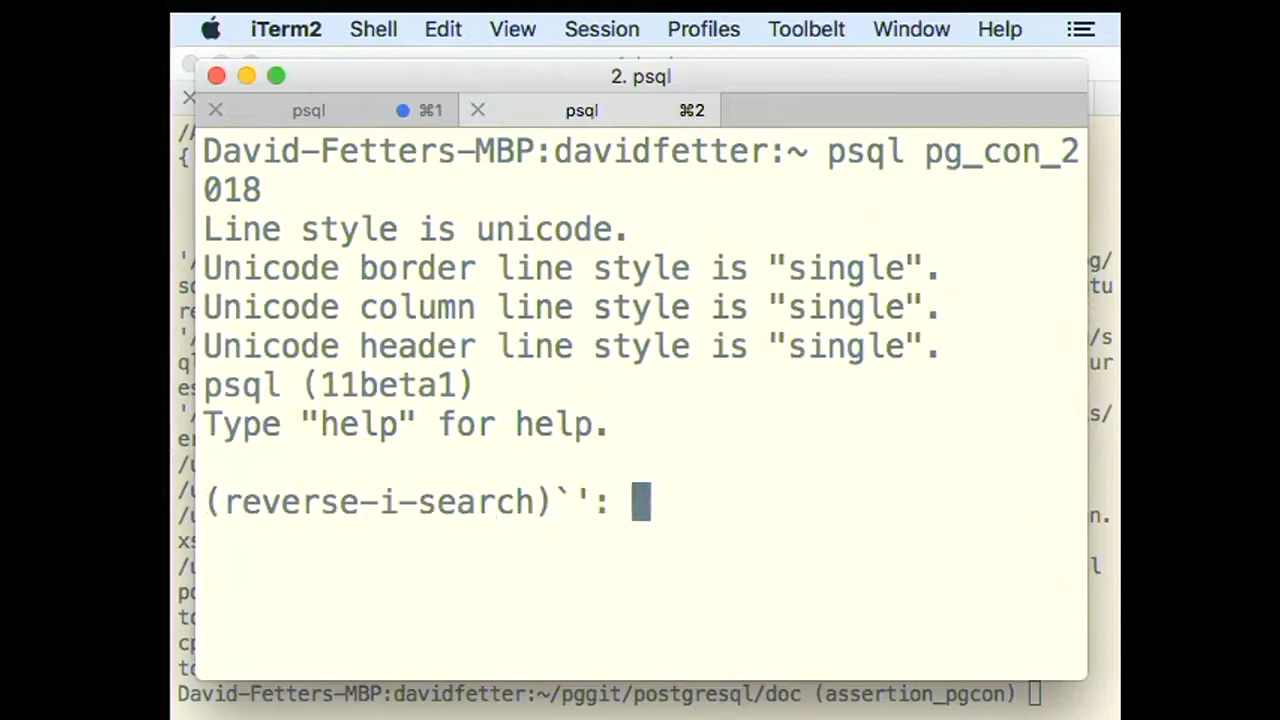 iTerm2 Shell Edit View Session Profiles Toolbelt Window Help
2. psql
psql ⌘1 psql ⌘2
David-Fetters-MBP:davidfetter:~ psql pg_con_2
018
Line style is unicode.
Unicode border line style is "single".
Unicode column line style is "single".
Unicode header line style is "single".
psql (11beta1)
Type "help" for help.
(reverse-i-search)`':
David-Fetters-MBP:davidfetter:~/pggit/postgresql/doc (assertion_pgcon)